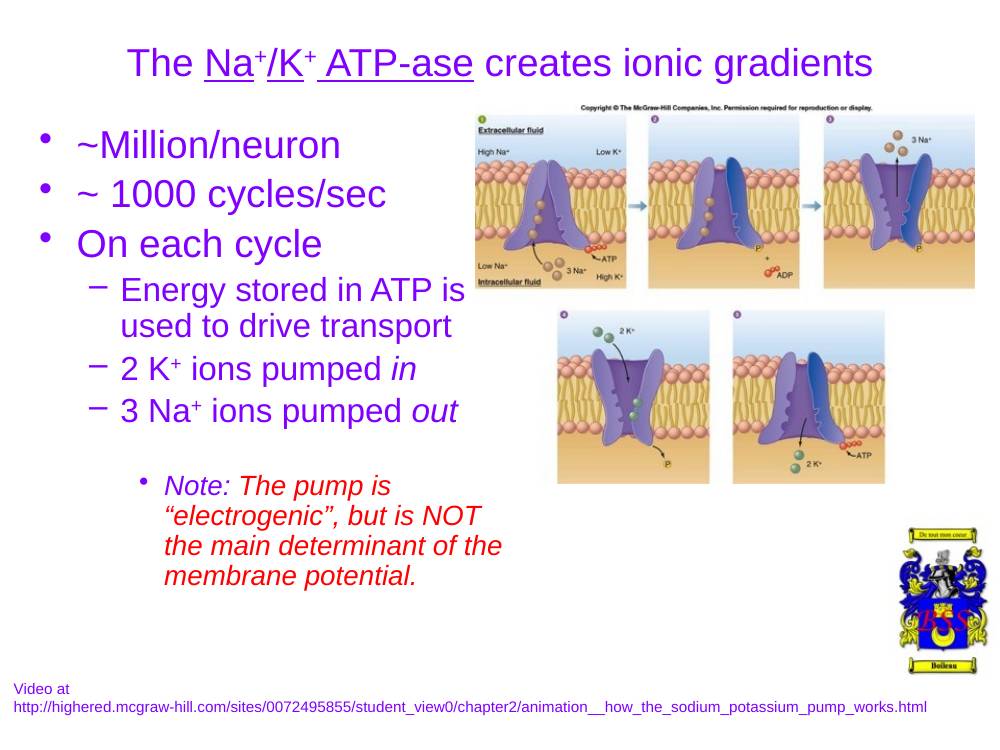 The Na⁺/K⁺ ATP-ase creates ionic gradients
• ~Million/neuron
• ~ 1000 cycles/sec
• On each cycle
– Energy stored in ATP is
used to drive transport
– 2 K⁺ ions pumped in
– 3 Na⁺ ions pumped out
• Note: The pump is
“electrogenic”, but is NOT
the main determinant of the
membrane potential.
Copyright © The McGraw-Hill Companies, Inc. Permission required for reproduction or display.
1
Extracellular fluid
High Na⁺ Low K⁺
ATP
Low Na⁺
3 Na⁺
High K⁺
Intracellular fluid
2
P
+
ADP
3
3 Na⁺
P
4
2 K⁺
P
5
ATP
2 K⁺
De tout mon coeur
BSS
Boileau
Video at
http://highered.mcgraw-hill.com/sites/0072495855/student_view0/chapter2/animation__how_the_sodium_potassium_pump_works.html